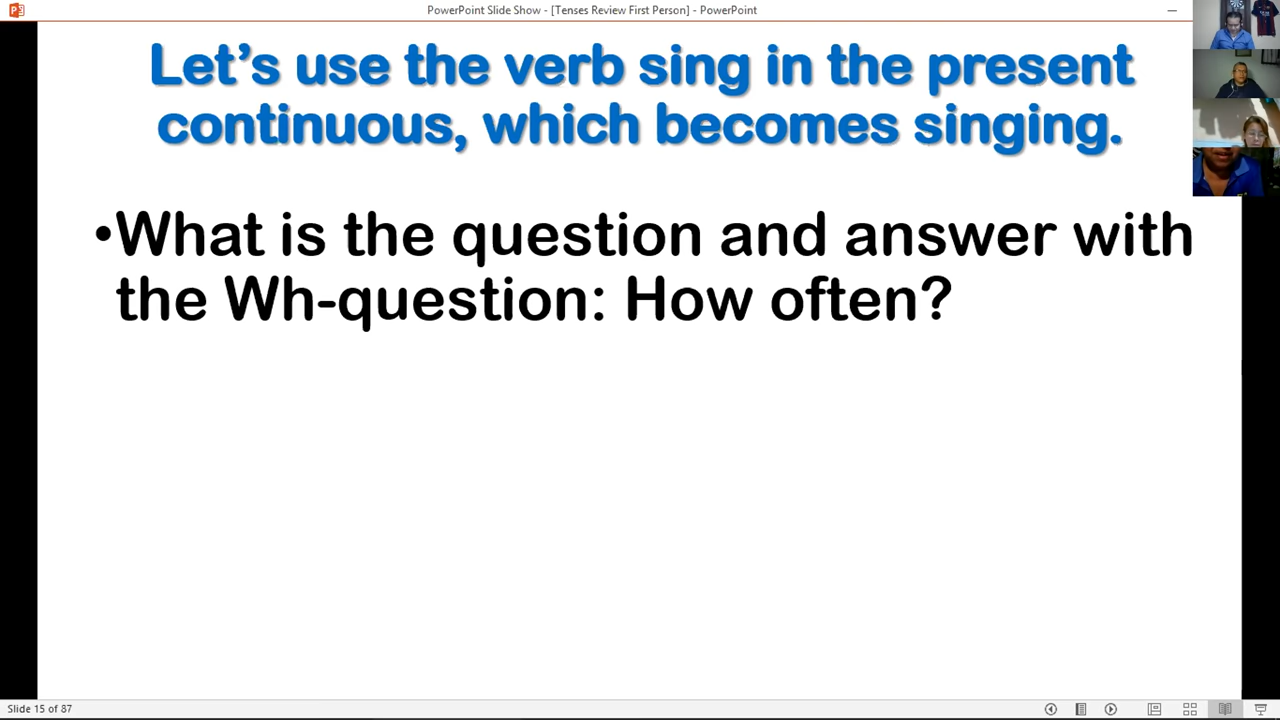 PowerPoint Slide Show - [Tenses Review First Person] - PowerPoint
Let’s use the verb sing in the present
continuous, which becomes singing.
•What is the question and answer with
the Wh-question: How often?
Slide 15 of 87